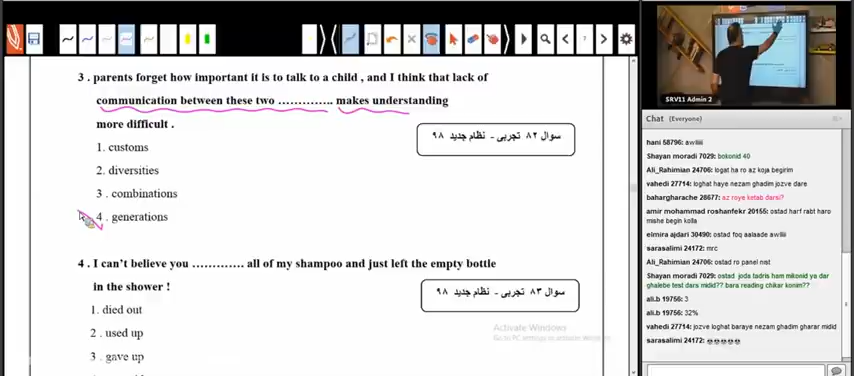 3 . parents forget how important it is to talk to a child , and I think that lack of
communication between these two ............. makes understanding
more difficult .
سوال ۸۲ تجربی - نظام جدید ۹۸
1. customs
2. diversities
3 . combinations
4 . generations
4 . I can't believe you ............. all of my shampoo and just left the empty bottle
in the shower !
سوال ۸۳ تجربی - نظام جدید ۹۸
1. died out
2 . used up
3 . gave up
Activate Windows
SRV11 Admin 2
Chat (Everyone)
hani 58796: awliiii
Shayan moradi 7029: bokonid 40
Ali_Rahimian 24706: logat ha ro az koja begirim
vahedi 27714: loghat haye nezam ghadim jozve dare
bahargharache 28677: az roye ketab darsi?
amir mohammad roshanfekr 20155: ostad harf rabt haro
mishe begin kolla
elmira ajdari 30490: ostad foq aalaade awliii
sarasalimi 24172: mrc
Ali_Rahimian 24706: ostad ro panel nist
Shayan moradi 7029: ostad joda tadris ham mikonid ya dar
ghalebe test dars midid?? bara reading chikar konim??
ali.b 19756: 3
ali.b 19756: 32%
vahedi 27714: jozve loghat baraye nezam ghadim gharar midid
sarasalimi 24172: